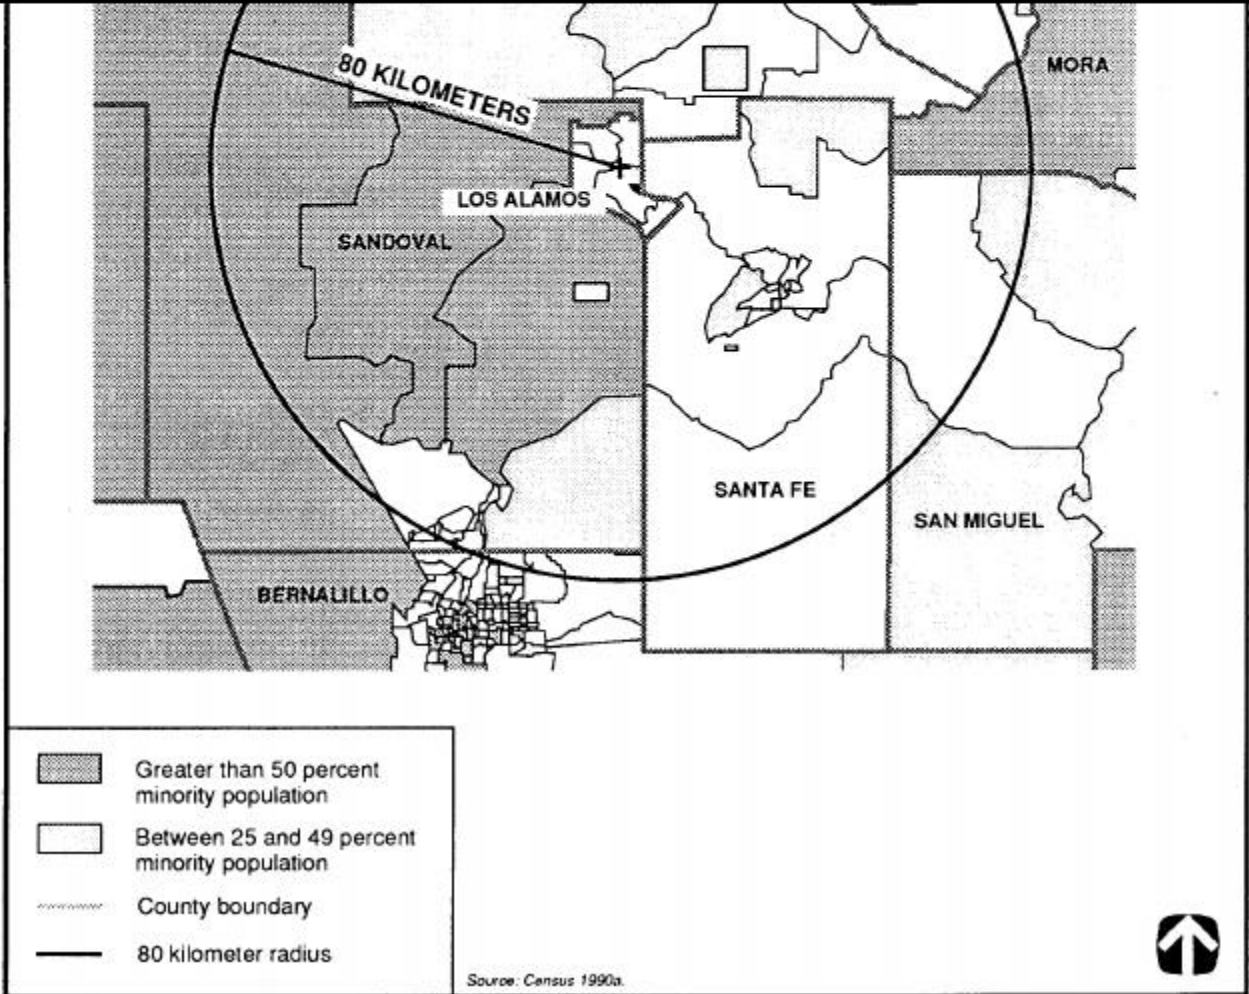 80 KILOMETERS
MORA
LOS ALAMOS
SANDOVAL
SANTA FE
SAN MIGUEL
BERNALILLO
Greater than 50 percent
minority population
Between 25 and 49 percent
minority population
County boundary
80 kilometer radius
Source: Census 1990a.